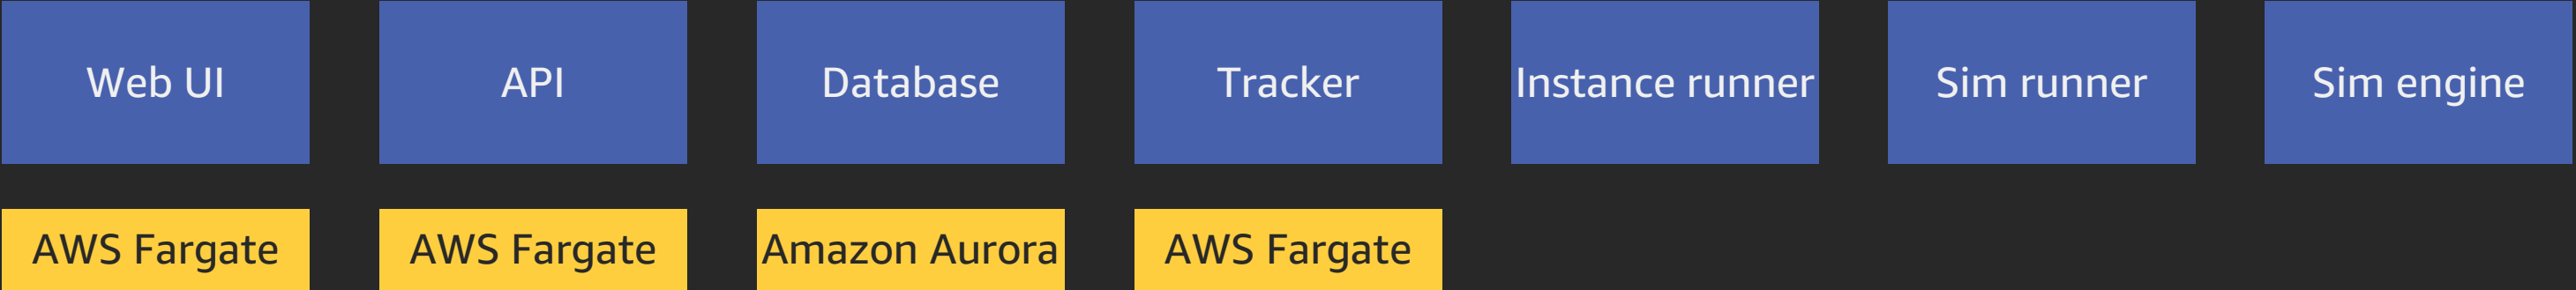 Web UI
API
Database
Tracker
Instance runner
Sim runner
Sim engine
AWS Fargate
AWS Fargate
Amazon Aurora
AWS Fargate